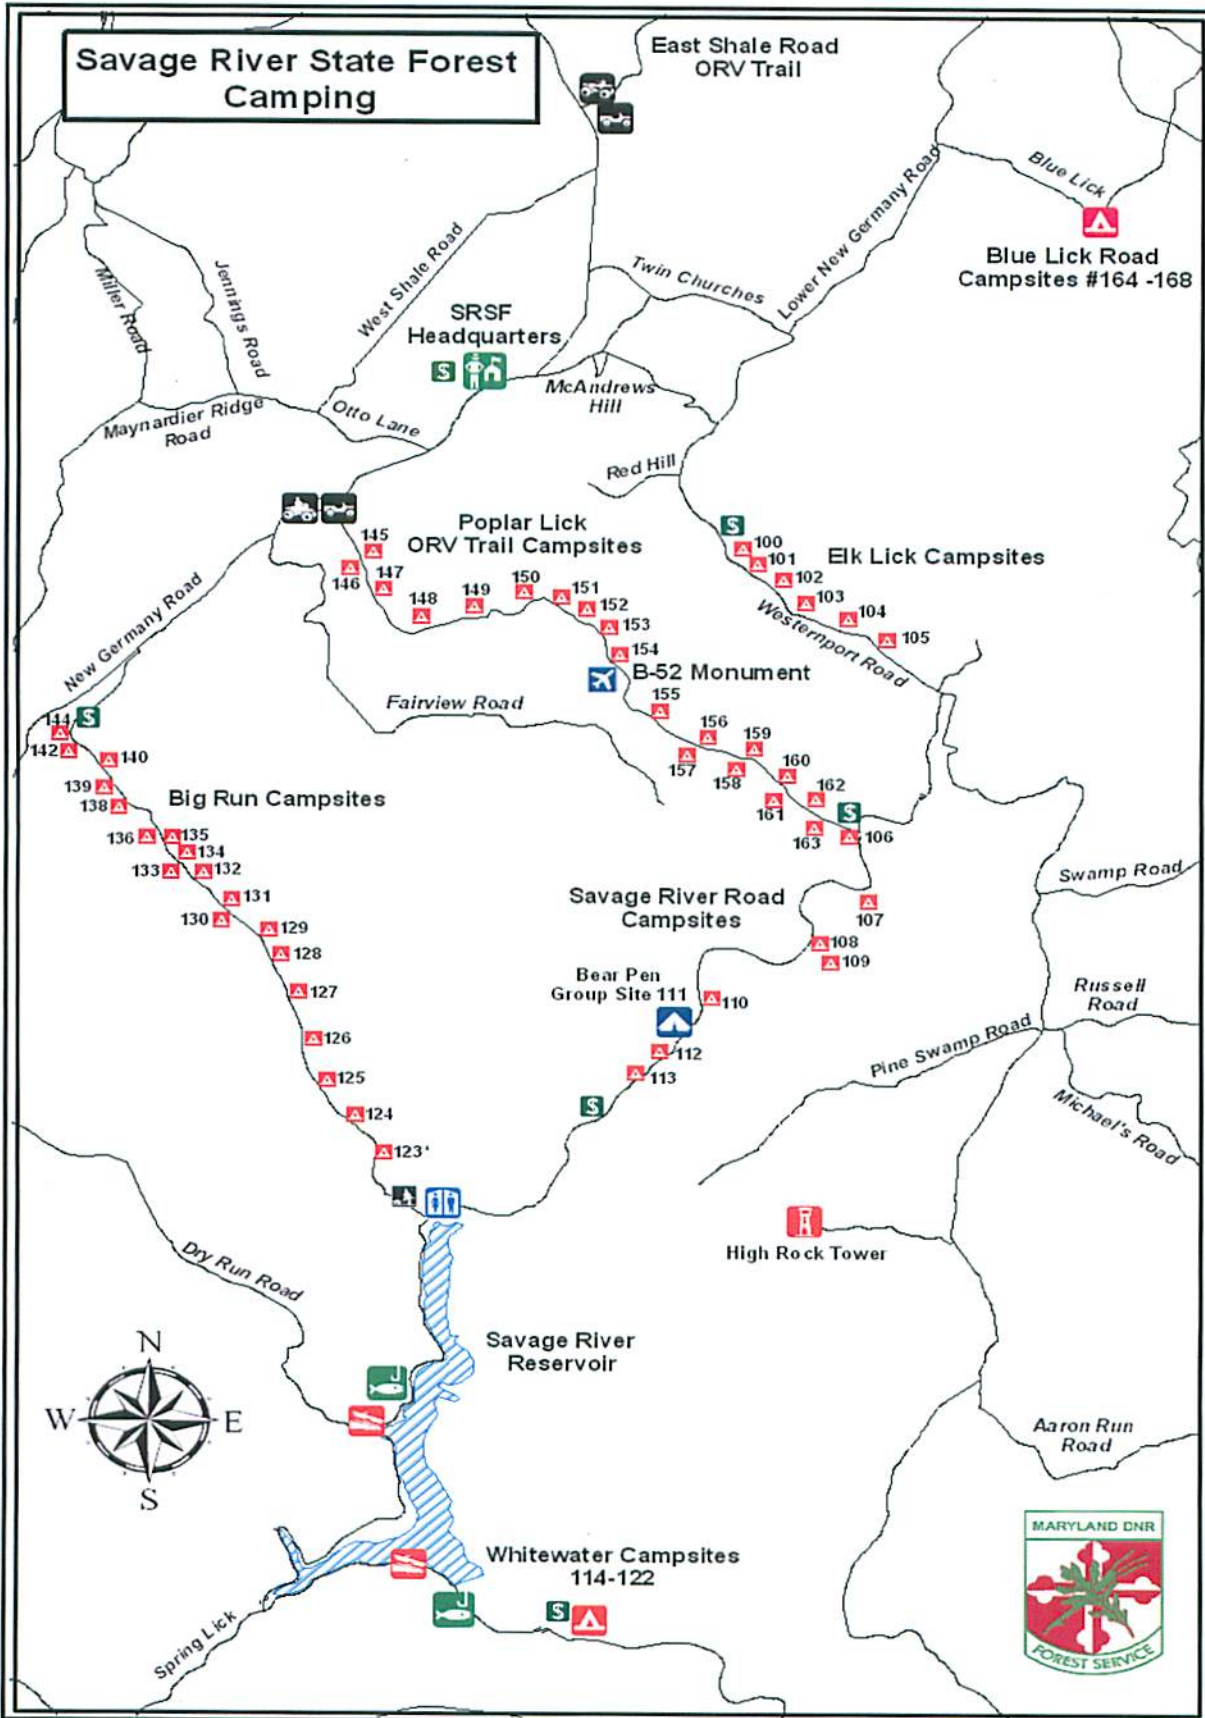 Savage River State Forest
Camping
East Shale Road
ORV Trail
Blue Lick
Lower New Germany Road
Blue Lick Road
Campsites #164 -168
Miller Road
Jennings Road
West Shale Road
Twin Churches
SRSF
Headquarters
$
McAndrews
Hill
Maynardier Ridge
Road
Otto Lane
Red Hill
Poplar Lick
ORV Trail Campsites
$
100
101
102
103
104
105
Elk Lick Campsites
Westernport Road
145
146
147
148
149
150
151
152
153
154
B-52 Monument
155
156
157
158
159
160
161
162
163
$
106
New Germany Road
Fairview Road
144
$
142
140
139
138
Big Run Campsites
136
135
134
133
132
131
130
129
128
127
126
125
124
123'
Savage River Road
Campsites
107
108
109
Swamp Road
Bear Pen
Group Site 111
110
112
113
$
Russell
Road
Pine Swamp Road
Michael's Road
High Rock Tower
Dry Run Road
Savage River
Reservoir
N
W
E
S
Aaron Run
Road
Whitewater Campsites
114-122
$
Spring Lick
MARYLAND DNR
FOREST SERVICE